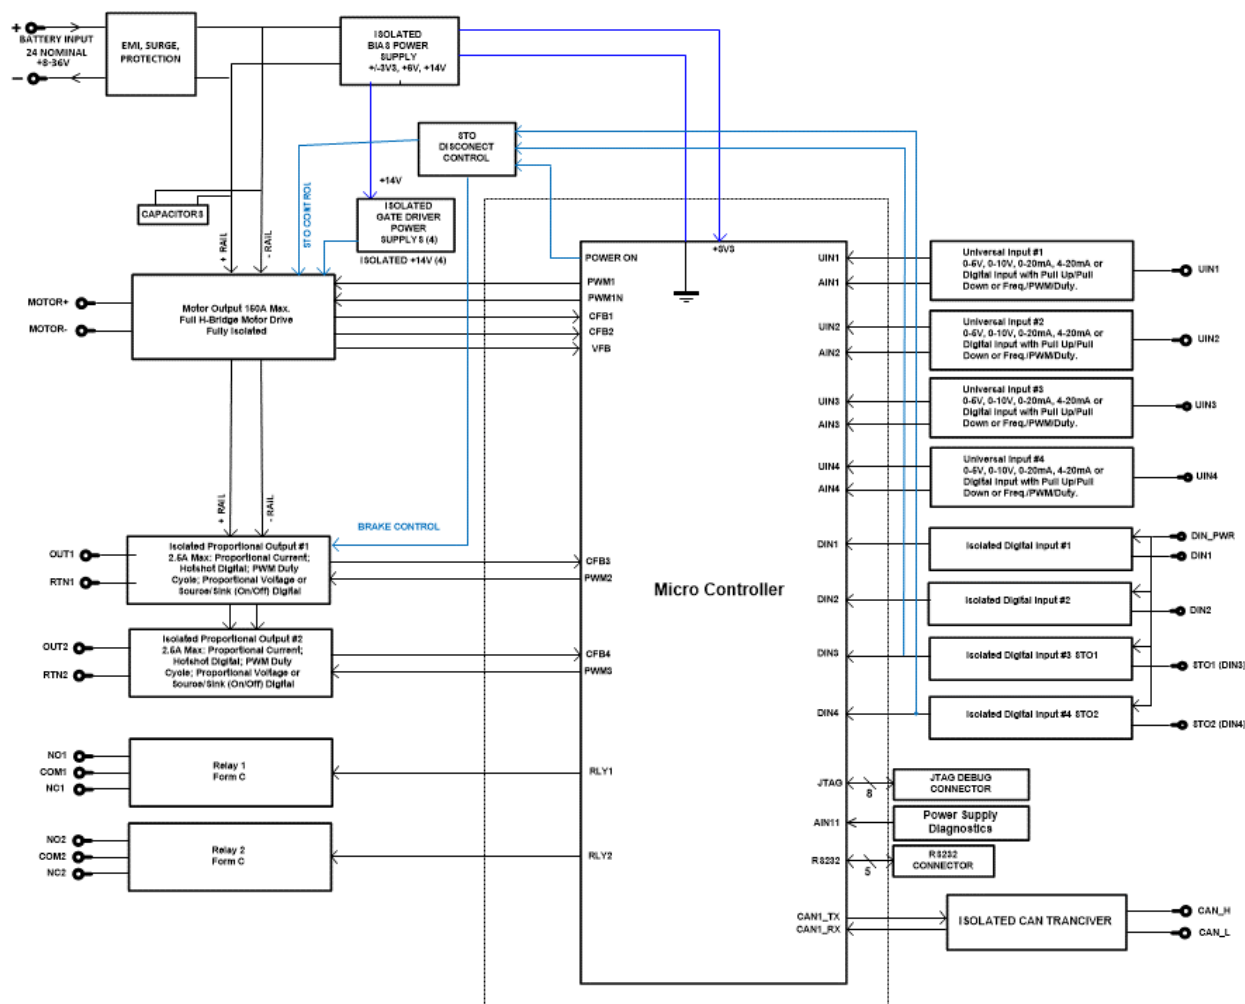 +
BATTERY INPUT
24 NOMINAL
+8-36V
−
EMI, SURGE,
PROTECTION
ISOLATED
BIAS POWER
SUPPLY
+/-3V3, +6V, +14V
STO
DISCONECT
CONTROL
+14V
CAPACITORS
STO CONTROL
ISOLATED
GATE DRIVER
POWER
SUPPLYS (4)
ISOLATED +14V (4)
+ RAIL
- RAIL
MOTOR+
MOTOR-
Motor Output 150A Max.
Full H-Bridge Motor Drive
Fully Isolated
POWER ON
PWM1
PWM1N
CFB1
CFB2
VFB
+3V3
UIN1
AIN1
Universal Input #1
0-5V, 0-10V, 0-20mA, 4-20mA or
Digital Input with Pull Up/Pull
Down or Freq./PWM/Duty.
UIN1
UIN2
AIN2
Universal Input #2
0-5V, 0-10V, 0-20mA, 4-20mA or
Digital Input with Pull Up/Pull
Down or Freq./PWM/Duty.
UIN2
UIN3
AIN3
Universal Input #3
0-5V, 0-10V, 0-20mA, 4-20mA or
Digital Input with Pull Up/Pull
Down or Freq./PWM/Duty.
UIN3
UIN4
AIN4
Universal Input #4
0-5V, 0-10V, 0-20mA, 4-20mA or
Digital Input with Pull Up/Pull
Down or Freq./PWM/Duty.
UIN4
+ RAIL
- RAIL
BRAKE CONTROL
OUT1
RTN1
Isolated Proportional Output #1
2.5A Max: Proportional Current;
Hotshot Digital; PWM Duty
Cycle; Proportional Voltage or
Source/Sink (On/Off) Digital
CFB3
PWM2
Micro Controller
DIN1
Isolated Digital Input #1
DIN_PWR
DIN1
DIN2
Isolated Digital Input #2
DIN2
OUT2
RTN2
Isolated Proportional Output #2
2.5A Max: Proportional Current;
Hotshot Digital; PWM Duty
Cycle; Proportional Voltage or
Source/Sink (On/Off) Digital
CFB4
PWM3
DIN3
Isolated Digital Input #3 STO1
STO1 (DIN3)
DIN4
Isolated Digital Input #4 STO2
STO2 (DIN4)
NO1
COM1
NC1
Relay 1
Form C
RLY1
JTAG
8
JTAG DEBUG
CONNECTOR
AIN11
Power Supply
Diagnostics
NO2
COM2
NC2
Relay 2
Form C
RLY2
RS232
5
RS232
CONNECTOR
CAN1_TX
CAN1_RX
ISOLATED CAN TRANCIVER
CAN_H
CAN_L